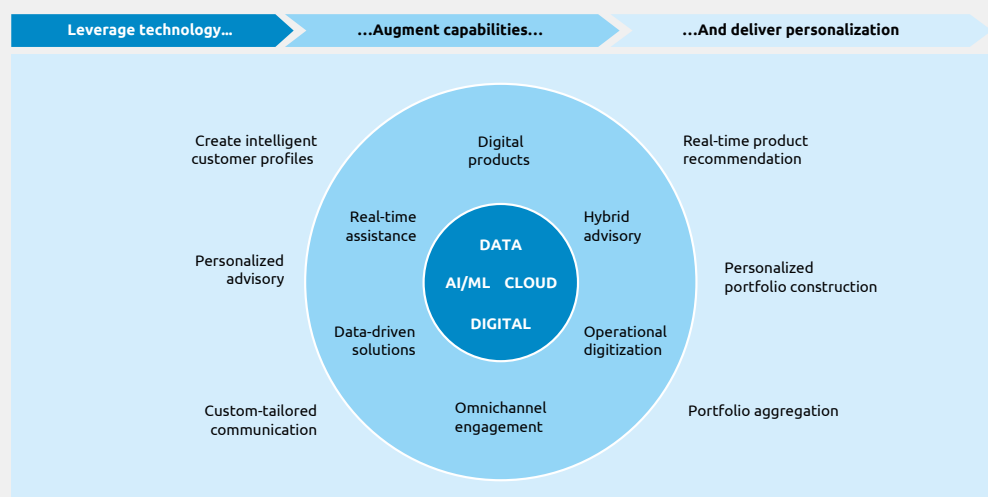 Leverage technology...
...Augment capabilities...
...And deliver personalization
Create intelligent
customer profiles
Digital
products
Real-time product
recommendation
Real-time
assistance
Hybrid
advisory
DATA
Personalized
advisory
AI/ML CLOUD
Personalized
portfolio construction
DIGITAL
Data-driven
solutions
Operational
digitization
Custom-tailored
communication
Omnichannel
engagement
Portfolio aggregation